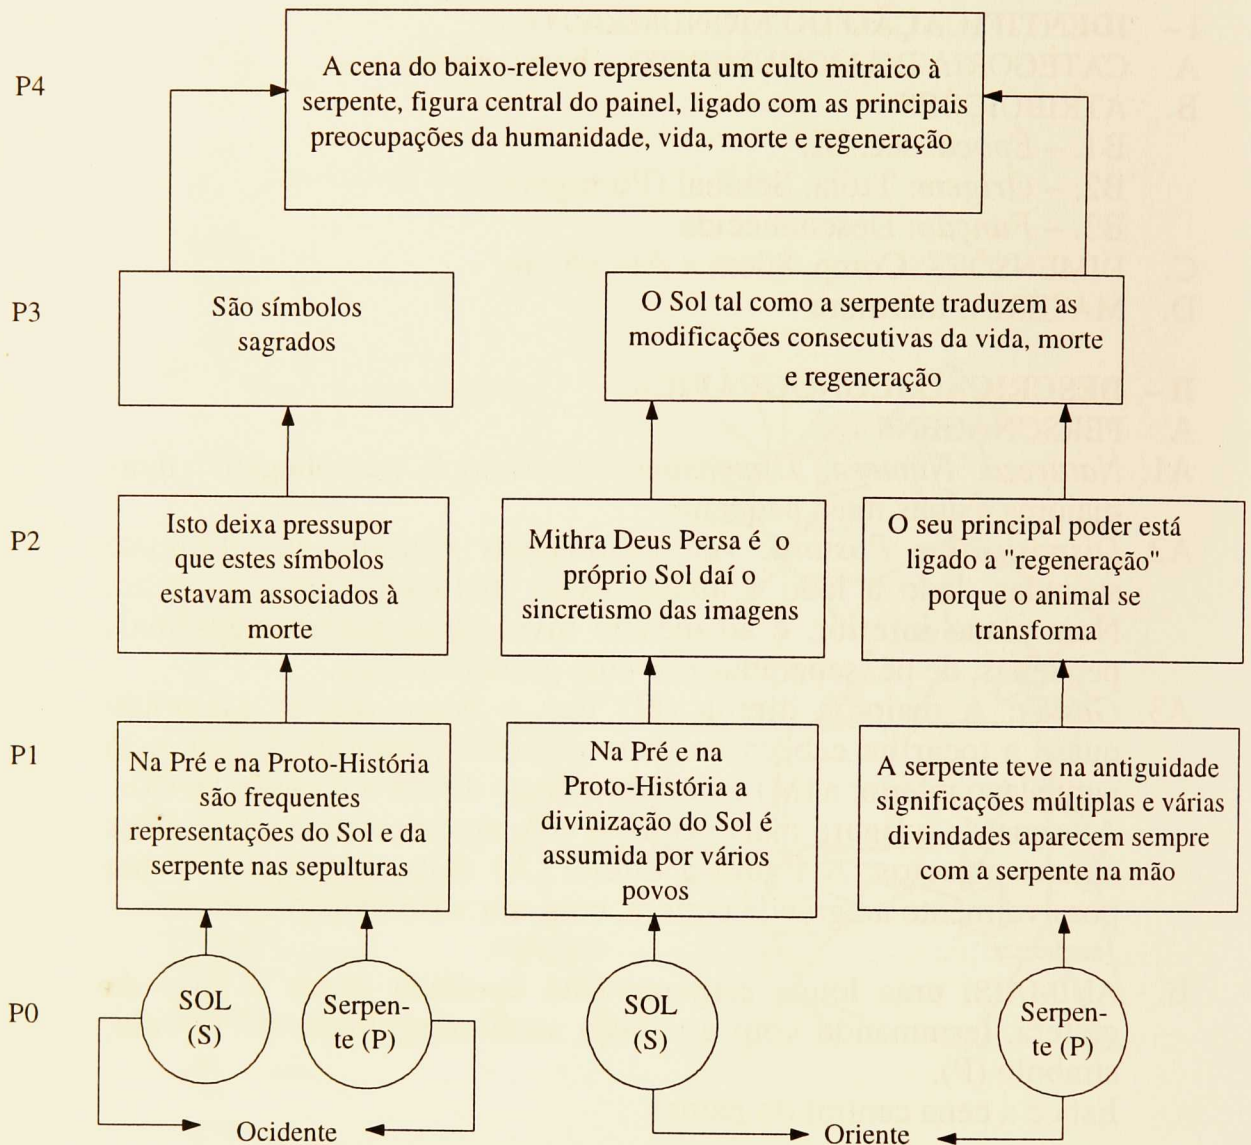 P4
A cena do baixo-relevo representa um culto mitraico à
serpente, figura central do painel, ligado com as principais
preocupações da humanidade, vida, morte e regeneração
P3
São símbolos
sagrados
O Sol tal como a serpente traduzem as
modificações consecutivas da vida, morte
e regeneração
P2
Isto deixa pressupor
que estes símbolos
estavam associados à
morte
Mithra Deus Persa é o
próprio Sol daí o
sincretismo das imagens
O seu principal poder está
ligado a "regeneração"
porque o animal se
transforma
P1
Na Pré e na Proto-História
são frequentes
representações do Sol e da
serpente nas sepulturas
Na Pré e na
Proto-História a
divinização do Sol é
assumida por vários
povos
A serpente teve na antiguidade
significações múltiplas e várias
divindades aparecem sempre
com a serpente na mão
P0
SOL
(S)
Serpen-
te (P)
SOL
(S)
Serpen-
te (P)
Ocidente
Oriente